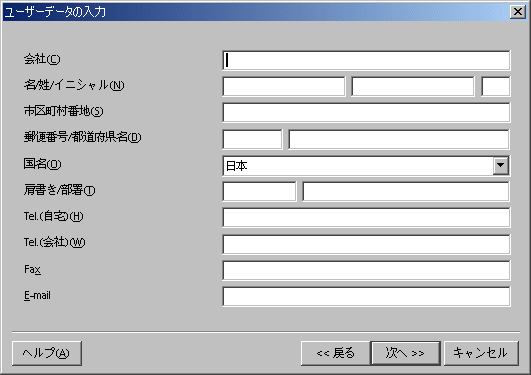 ユーザーデータの入力
会社(C)
名/姓/イニシャル(N)
市区町村番地(S)
郵便番号/都道府県名(D)
国名(O)
日本
肩書き/部署(T)
Tel.(自宅)(H)
Tel.(会社)(W)
Fax
E-mail
ヘルプ(A)
<< 戻る
次へ >>
キャンセル